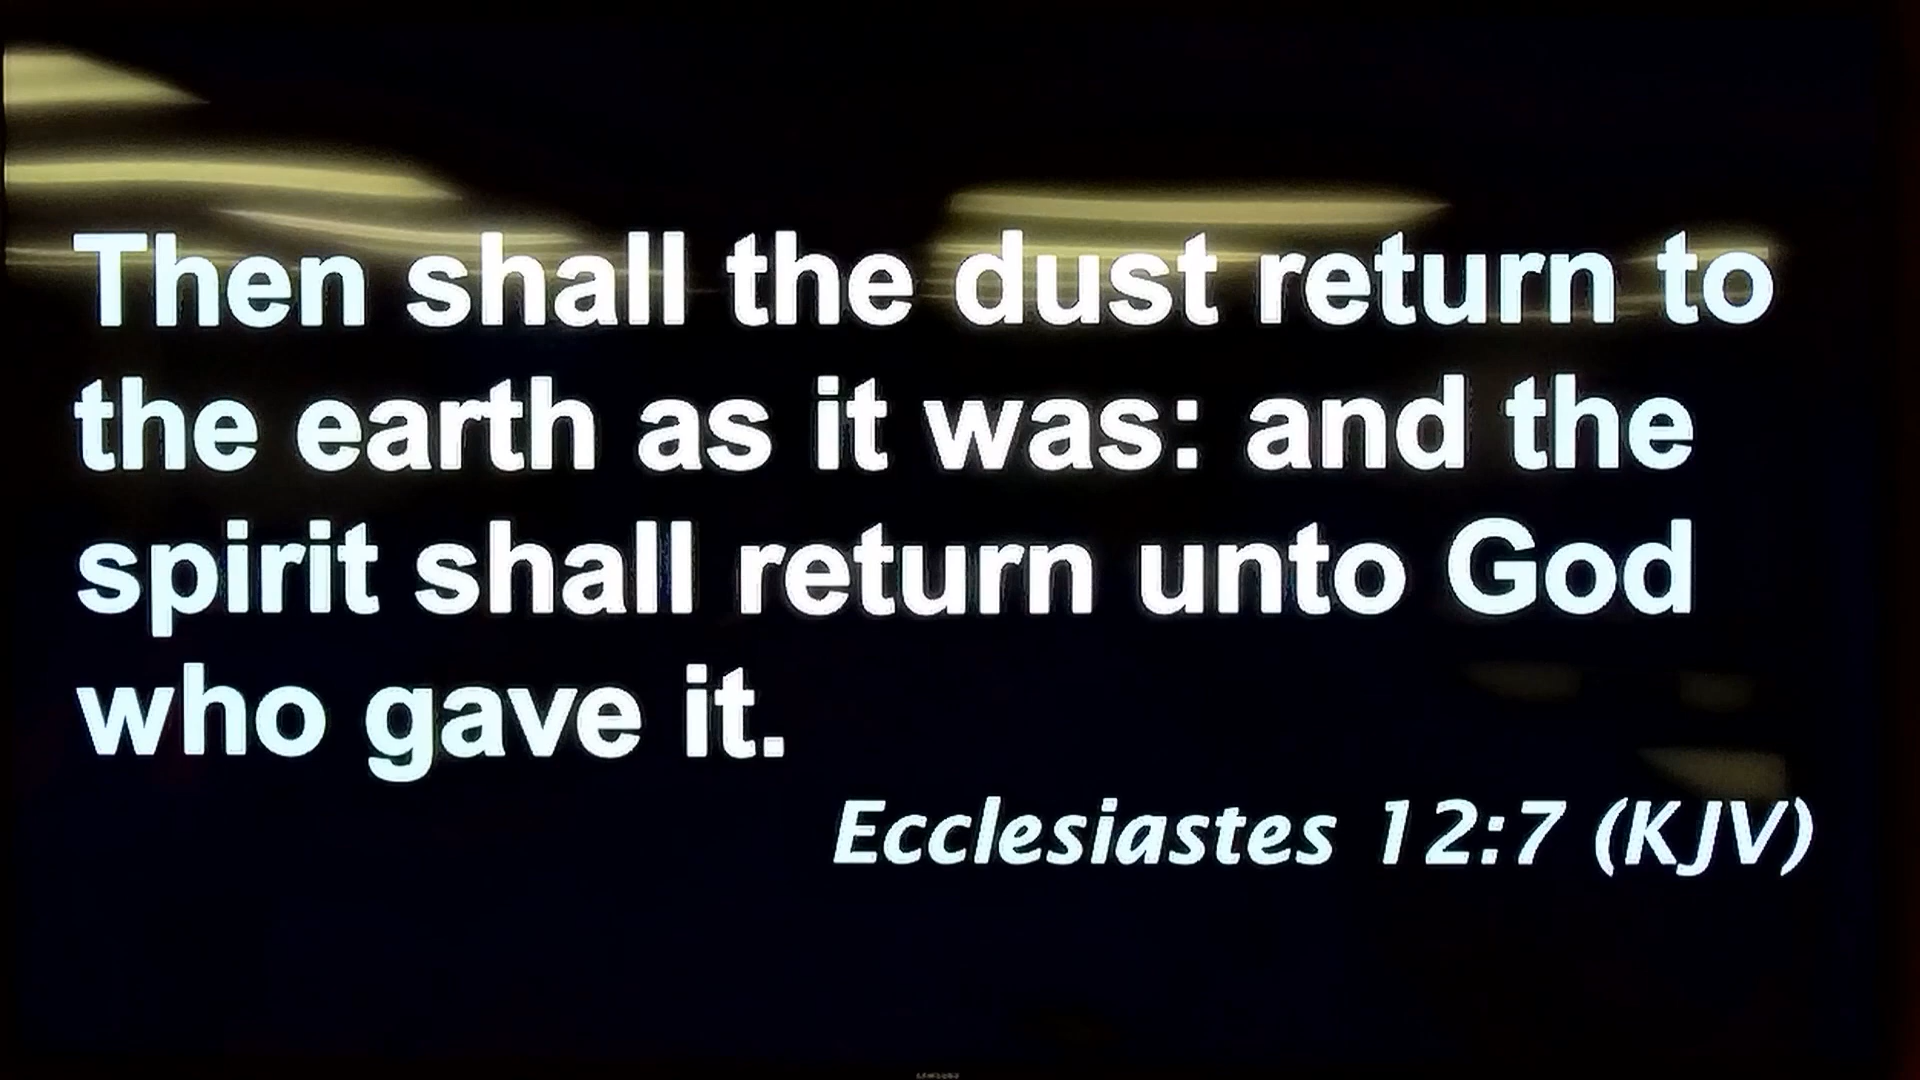 Then shall the dust return to
the earth as it was: and the
spirit shall return unto God
who gave it.
Ecclesiastes 12:7 (KJV)
SAMSUNG